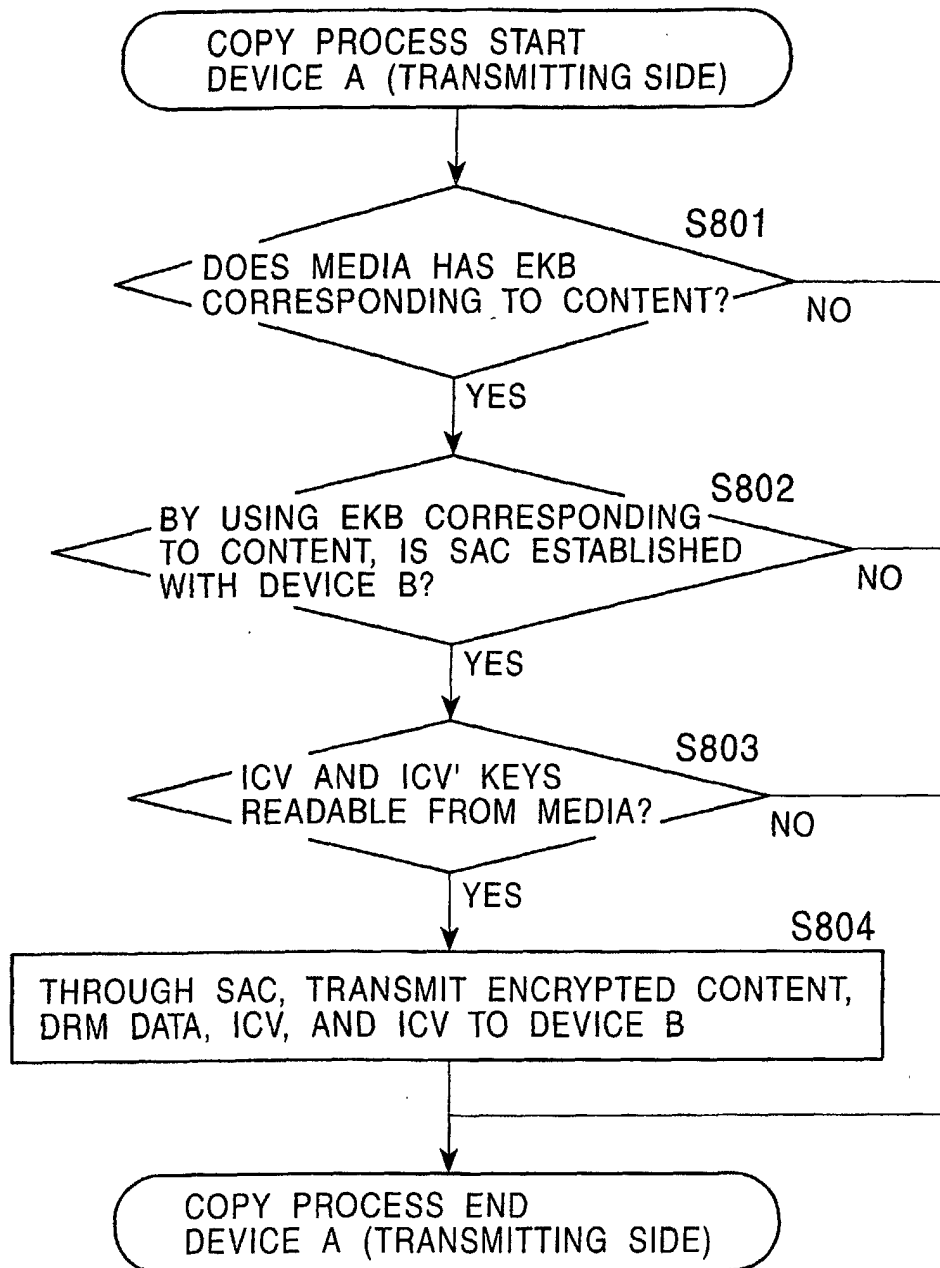 COPY PROCESS START
DEVICE A (TRANSMITTING SIDE)
S801
DOES MEDIA HAS EKB
CORRESPONDING TO CONTENT?
NO
YES
S802
BY USING EKB CORRESPONDING
TO CONTENT, IS SAC ESTABLISHED
WITH DEVICE B?
NO
YES
S803
ICV AND ICV' KEYS
READABLE FROM MEDIA?
NO
YES
S804
THROUGH SAC, TRANSMIT ENCRYPTED CONTENT,
DRM DATA, ICV, AND ICV TO DEVICE B
COPY PROCESS END
DEVICE A (TRANSMITTING SIDE)